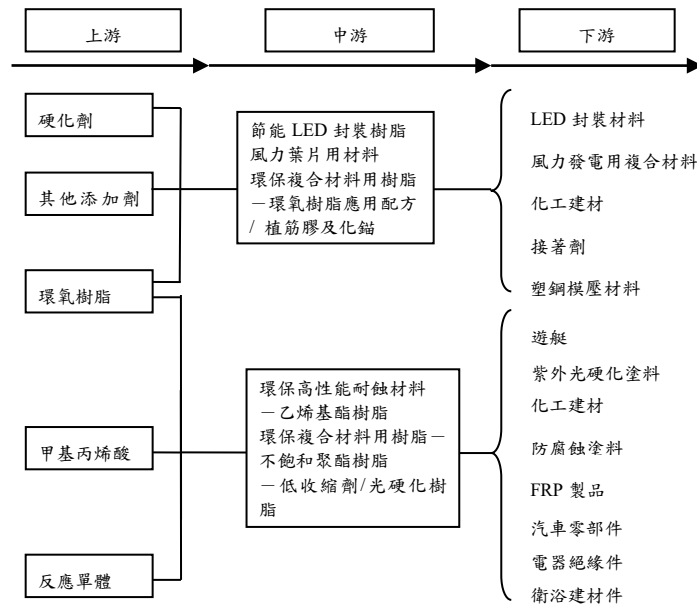 上游
中游
下游
硬化劑
其他添加劑
環氧樹脂
甲基丙烯酸
反應單體
節能 LED 封裝樹脂
風力葉片用材料
環保複合材料用樹脂
－環氧樹脂應用配方
/ 植筋膠及化錨
環保高性能耐蝕材料
－乙烯基酯樹脂
環保複合材料用樹脂－
不飽和聚酯樹脂
－低收縮劑/光硬化樹
脂
LED 封裝材料
風力發電用複合材料
化工建材
接著劑
塑鋼模壓材料
遊艇
紫外光硬化塗料
化工建材
防腐蝕塗料
FRP 製品
汽車零部件
電器絕緣件
衛浴建材件